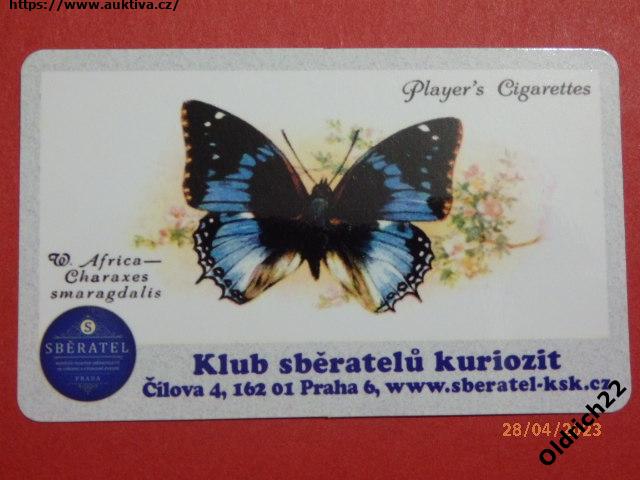 https://www.auktiva.cz/
Player's Cigarettes
W. Africa—
Charaxes
smaragdalis
S
SBĚRATEL
PRAHA
Klub sběratelů kuriozit
Čílova 4, 162 01 Praha 6, www.sberatel-ksk.cz
28/04/2023
Oldrich22